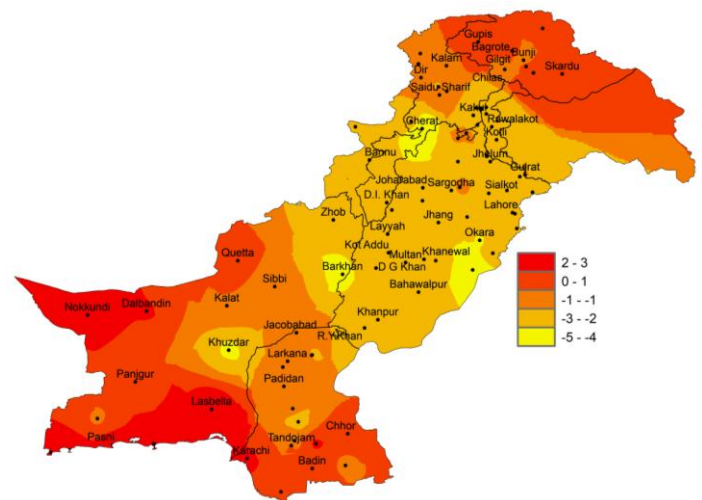 Gupis
Bagrote
Bunji
Kalam
Gilgit
Skardu
Dir
Chilas
Saidu Sharif
Rawalakot
Cherat
Kotli
Bannu
Jhelum
Gujrat
Joharabad
Sargodha
Sialkot
D.I. Khan
Lahore
Zhob
Layyah
Jhang
Okara
Kot Addu
Quetta
Multan
Khanewal
Barkhan
D G Khan
2 - 3
Sibbi
0 - 1
Bahawalpur
-1 - -1
Nokkundi
Dalbandin
Kalat
-3 - -2
Khanpur
-5 - -4
Jacobabad
Khuzdar
Larkana
Panjgur
Padidan
Lasbella
Chhor
Pasni
Tandojam
Karachi
Badin